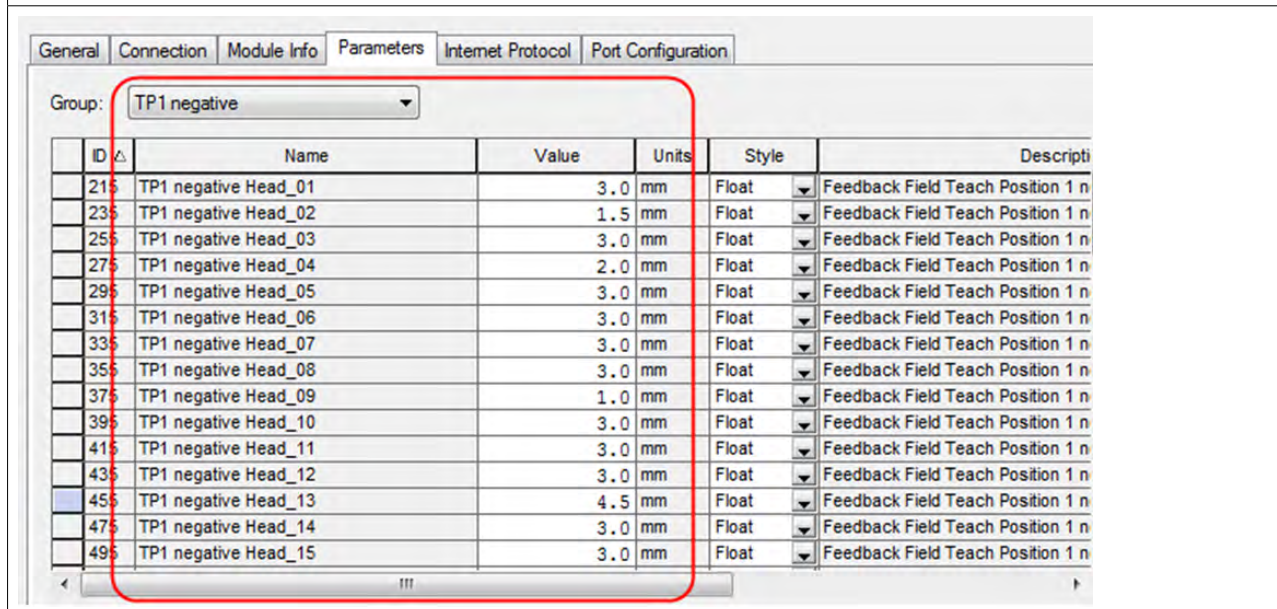 General Connection Module Info Parameters Internet Protocol Port Configuration
Group: TP1 negative
ID Name Value Units Style Descripti
215 TP1 negative Head_01 3.0 mm Float Feedback Field Teach Position 1 n
235 TP1 negative Head_02 1.5 mm Float Feedback Field Teach Position 1 n
255 TP1 negative Head_03 3.0 mm Float Feedback Field Teach Position 1 n
275 TP1 negative Head_04 2.0 mm Float Feedback Field Teach Position 1 n
295 TP1 negative Head_05 3.0 mm Float Feedback Field Teach Position 1 n
315 TP1 negative Head_06 3.0 mm Float Feedback Field Teach Position 1 n
335 TP1 negative Head_07 3.0 mm Float Feedback Field Teach Position 1 n
355 TP1 negative Head_08 3.0 mm Float Feedback Field Teach Position 1 n
375 TP1 negative Head_09 1.0 mm Float Feedback Field Teach Position 1 n
395 TP1 negative Head_10 3.0 mm Float Feedback Field Teach Position 1 n
415 TP1 negative Head_11 3.0 mm Float Feedback Field Teach Position 1 n
435 TP1 negative Head_12 3.0 mm Float Feedback Field Teach Position 1 n
455 TP1 negative Head_13 4.5 mm Float Feedback Field Teach Position 1 n
475 TP1 negative Head_14 3.0 mm Float Feedback Field Teach Position 1 n
495 TP1 negative Head_15 3.0 mm Float Feedback Field Teach Position 1 n